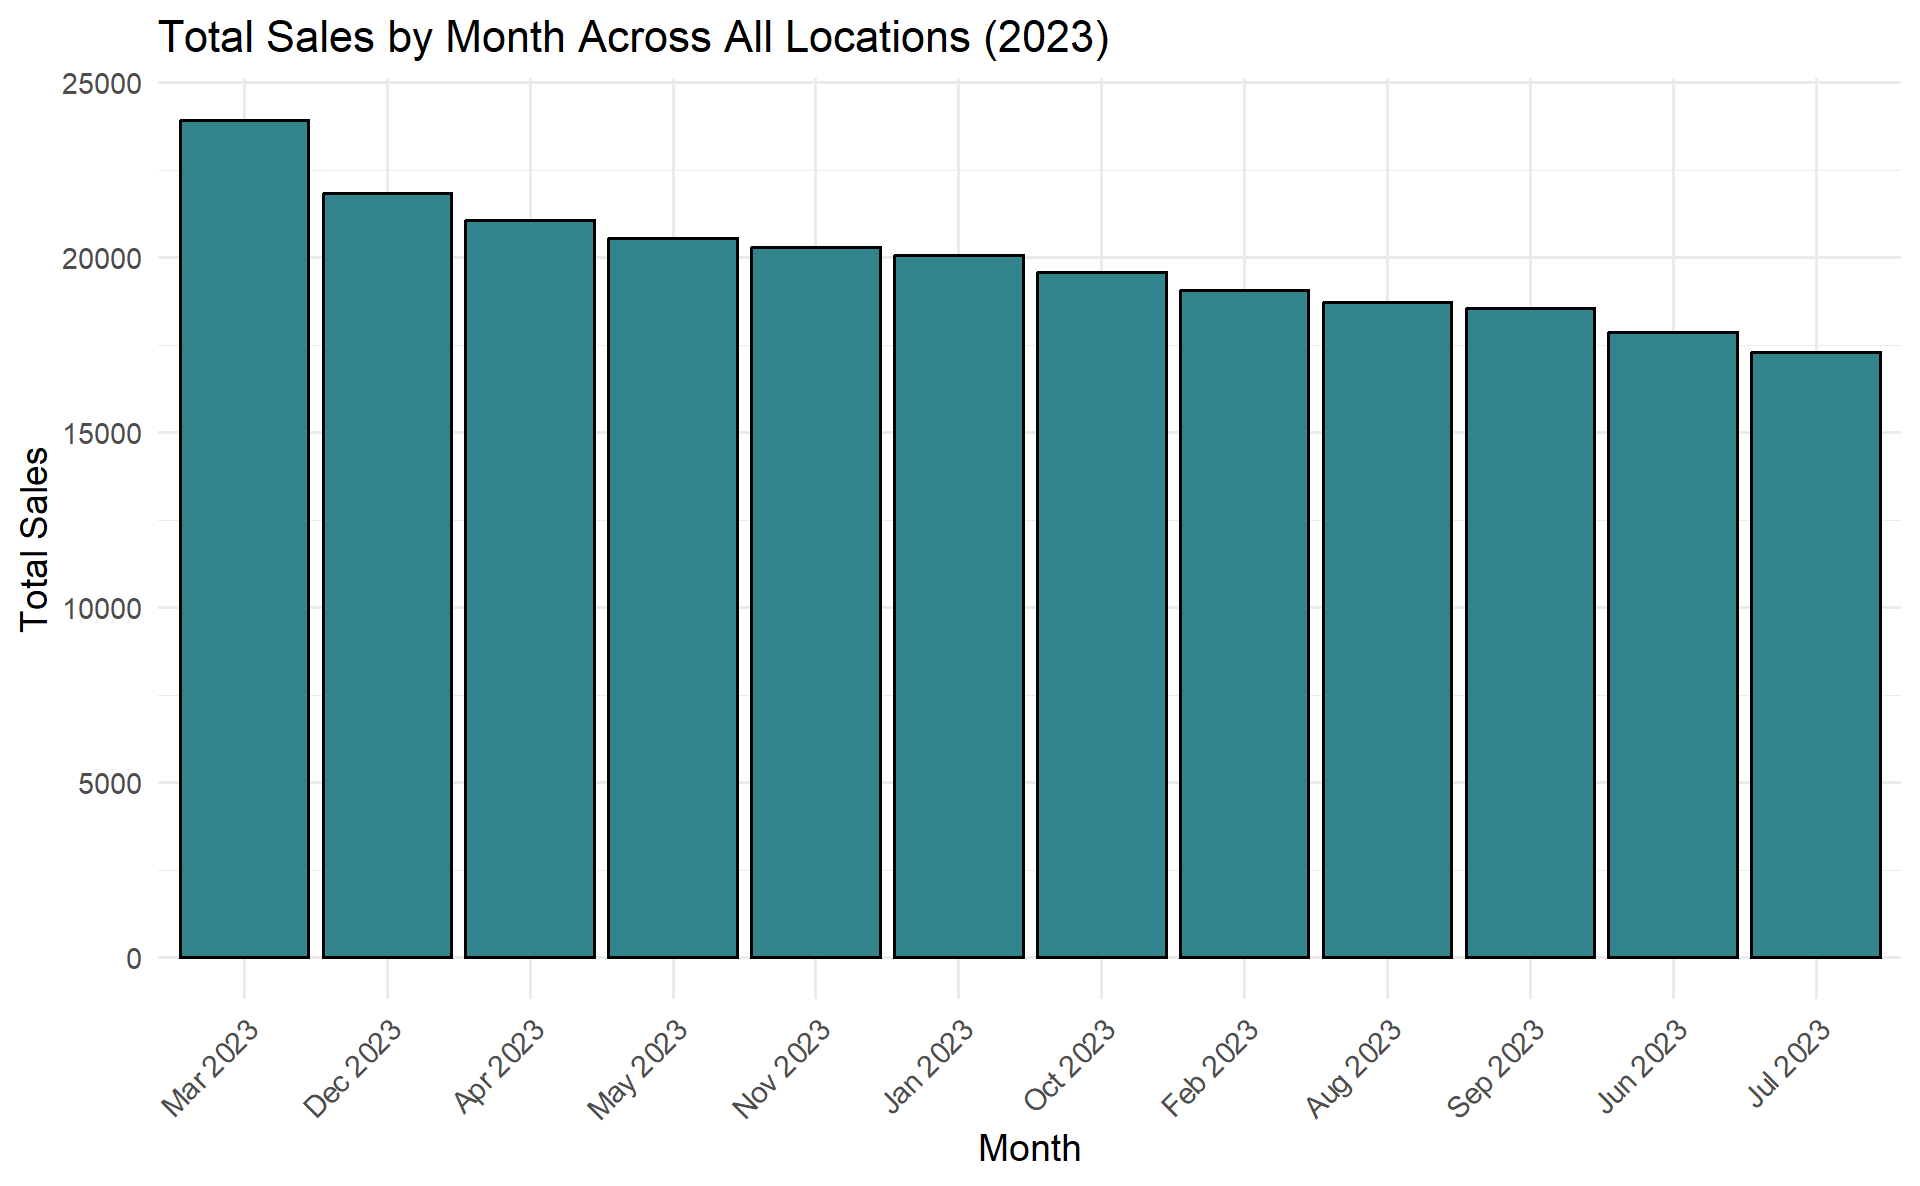 Total Sales by Month Across All Locations (2023)
Total Sales
25000
20000
15000
10000
5000
0
Mar 2023
Dec 2023
Apr 2023
May 2023
Nov 2023
Jan 2023
Oct 2023
Feb 2023
Aug 2023
Sep 2023
Jun 2023
Jul 2023
Month